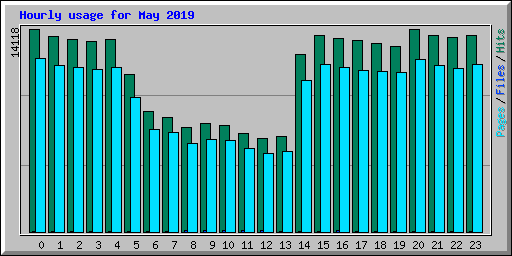 Hourly usage for May 2019
14118
Pages/Files/Hits
0 1 2 3 4 5 6 7 8 9 10 11 12 13 14 15 16 17 18 19 20 21 22 23